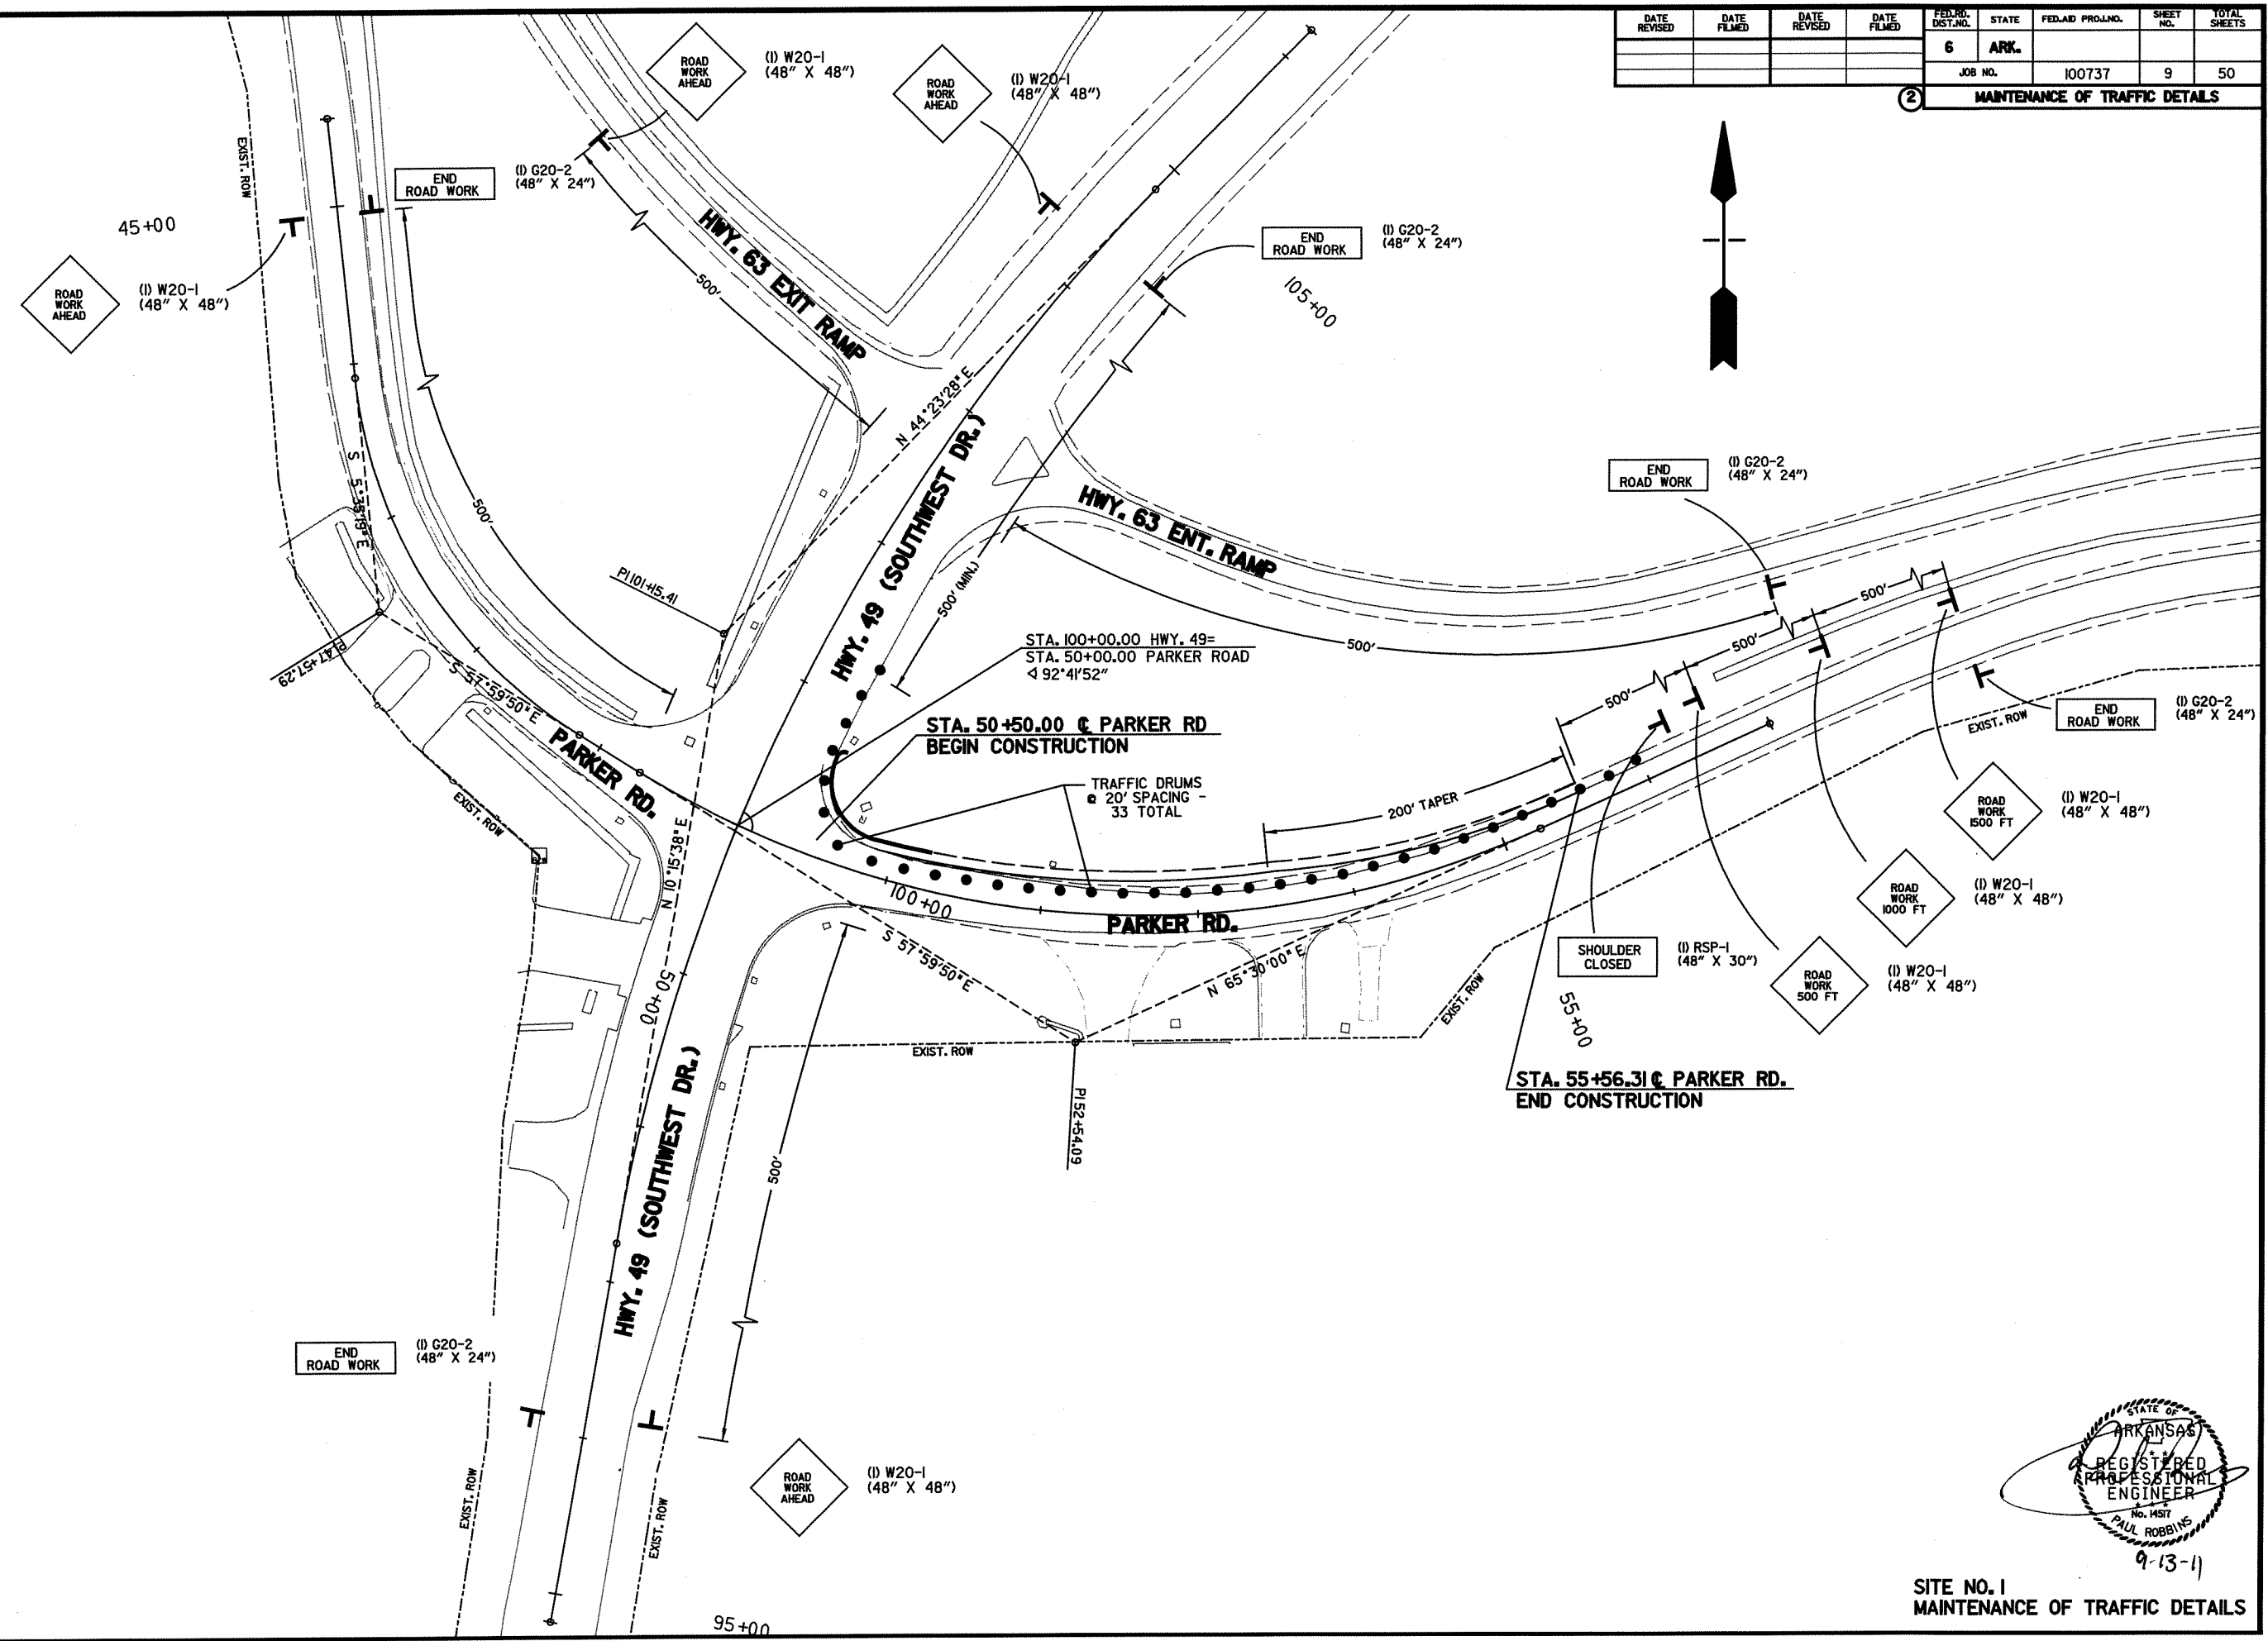 DATE REVISED
DATE FILMED
DATE REVISED
DATE FILMED
FED.RD. DIST.NO.
STATE
FED.AID PROJ.NO.
SHEET NO.
TOTAL SHEETS
6
ARK.
JOB NO.
100737
9
50
2
MAINTENANCE OF TRAFFIC DETAILS
ROAD
WORK
AHEAD
(1) W20-1
(48" X 48")
ROAD
WORK
AHEAD
(1) W20-1
(48" X 48")
EXIST. ROW
END
ROAD WORK
(1) G20-2
(48" X 24")
45+00
ROAD
WORK
AHEAD
(1) W20-1
(48" X 48")
HWY. 63 EXIT RAMP
500'
END
ROAD WORK
(1) G20-2
(48" X 24")
105+00
N 44°23'28" E
HWY. 49 (SOUTHWEST DR.)
500' (MIN.)
S 5°35'19" E
500'
PI 101+15.41
PI 47+57.29
S 57°59'50" E
PARKER RD.
EXIST. ROW
HWY. 63 ENT. RAMP
500'
END
ROAD WORK
(1) G20-2
(48" X 24")
500'
500'
500'
STA. 100+00.00 HWY. 49=
STA. 50+00.00 PARKER ROAD
∢ 92°41'52"
STA. 50+50.00 ℄ PARKER RD
BEGIN CONSTRUCTION
TRAFFIC DRUMS
@ 20' SPACING -
33 TOTAL
200' TAPER
END
ROAD WORK
(1) G20-2
(48" X 24")
EXIST. ROW
ROAD
WORK
1500 FT
(1) W20-1
(48" X 48")
ROAD
WORK
1000 FT
(1) W20-1
(48" X 48")
ROAD
WORK
500 FT
(1) W20-1
(48" X 48")
SHOULDER
CLOSED
(1) RSP-1
(48" X 30")
55+00
STA. 55+56.31 ℄ PARKER RD.
END CONSTRUCTION
N 10°15'38" E
100+00
PARKER RD.
S 57°59'50" E
N 65°30'00" E
EXIST. ROW
EXIST. ROW
PI 52+54.09
50+00
HWY. 49 (SOUTHWEST DR.)
500'
END
ROAD WORK
(1) G20-2
(48" X 24")
EXIST. ROW
EXIST. ROW
ROAD
WORK
AHEAD
(1) W20-1
(48" X 48")
95+00
STATE OF
ARKANSAS
REGISTERED
PROFESSIONAL
ENGINEER
No. 14517
PAUL ROBBINS
9-13-11
SITE NO. 1
MAINTENANCE OF TRAFFIC DETAILS